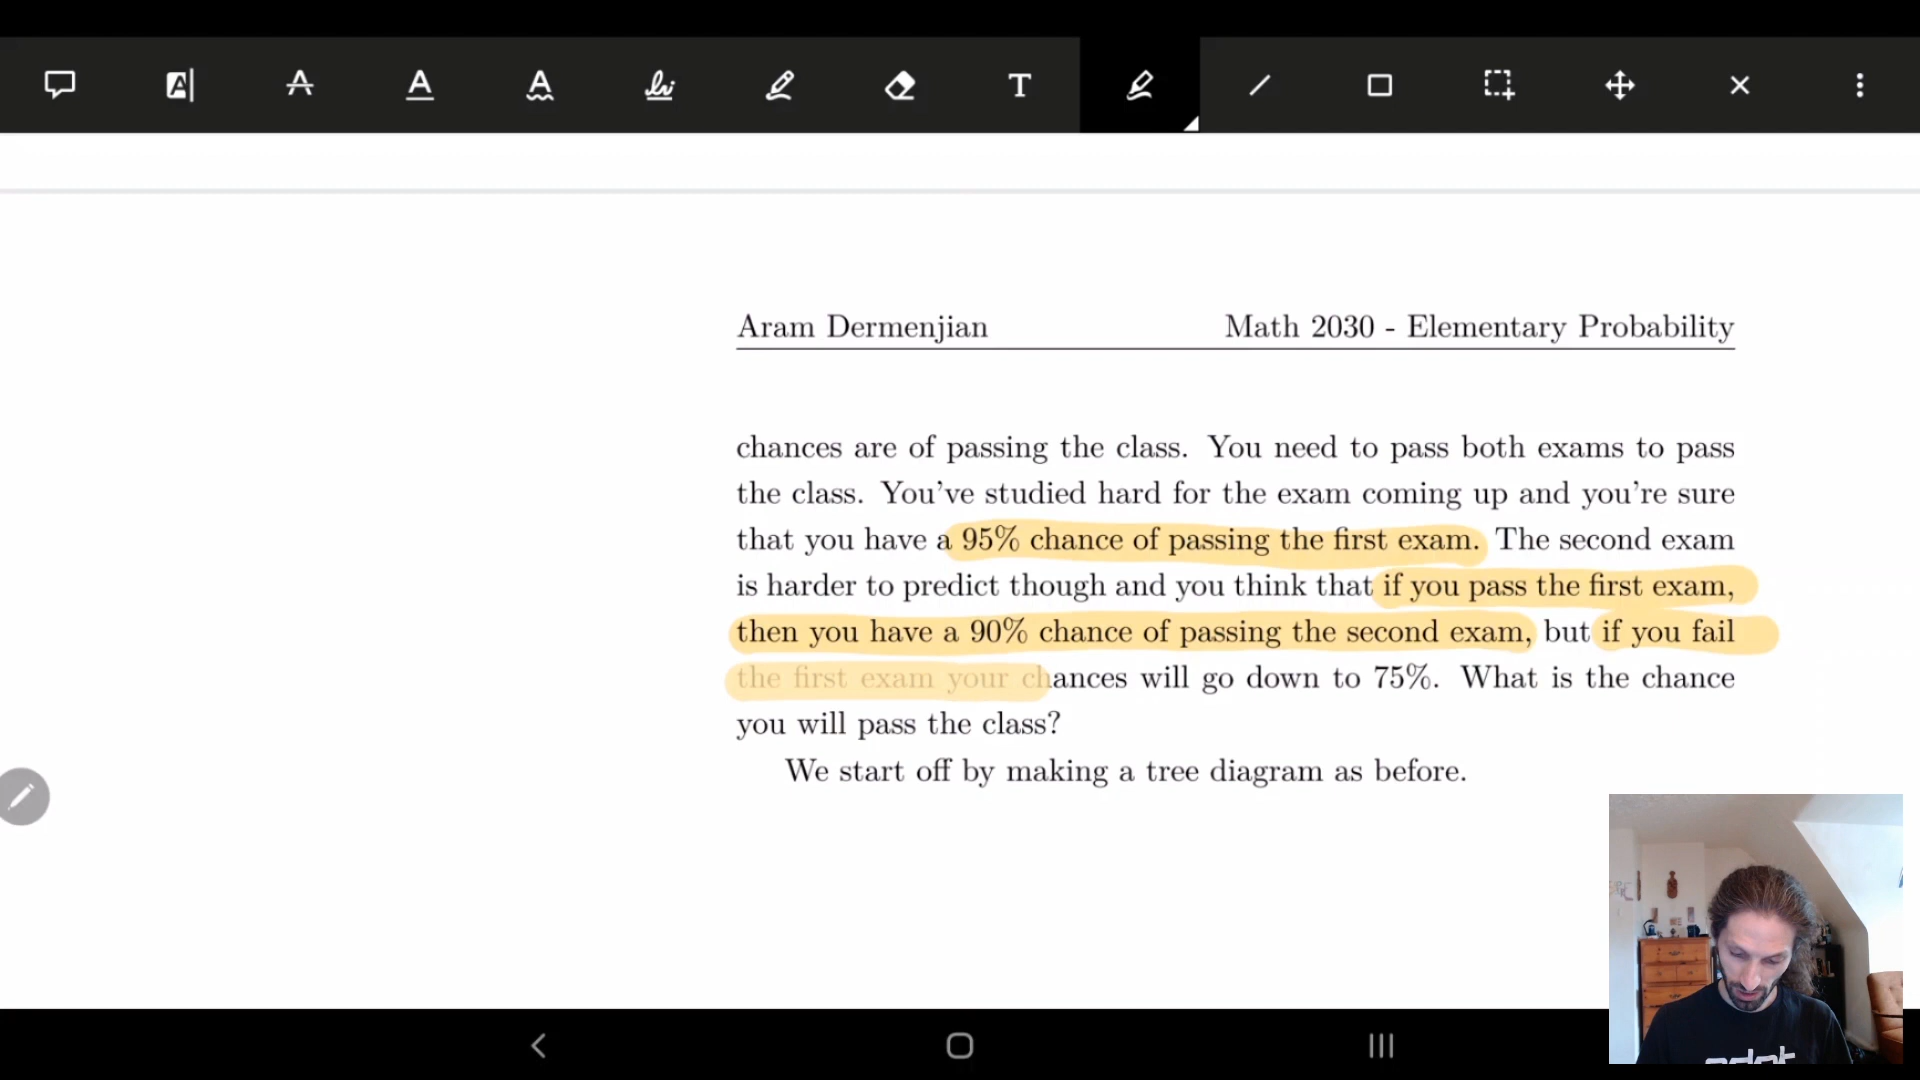 Aram Dermenjian Math 2030 - Elementary Probability
chances are of passing the class. You need to pass both exams to pass
the class. You've studied hard for the exam coming up and you're sure
that you have a 95% chance of passing the first exam. The second exam
is harder to predict though and you think that if you pass the first exam,
then you have a 90% chance of passing the second exam, but if you fail
the first exam your chances will go down to 75%. What is the chance
you will pass the class?
We start off by making a tree diagram as before.